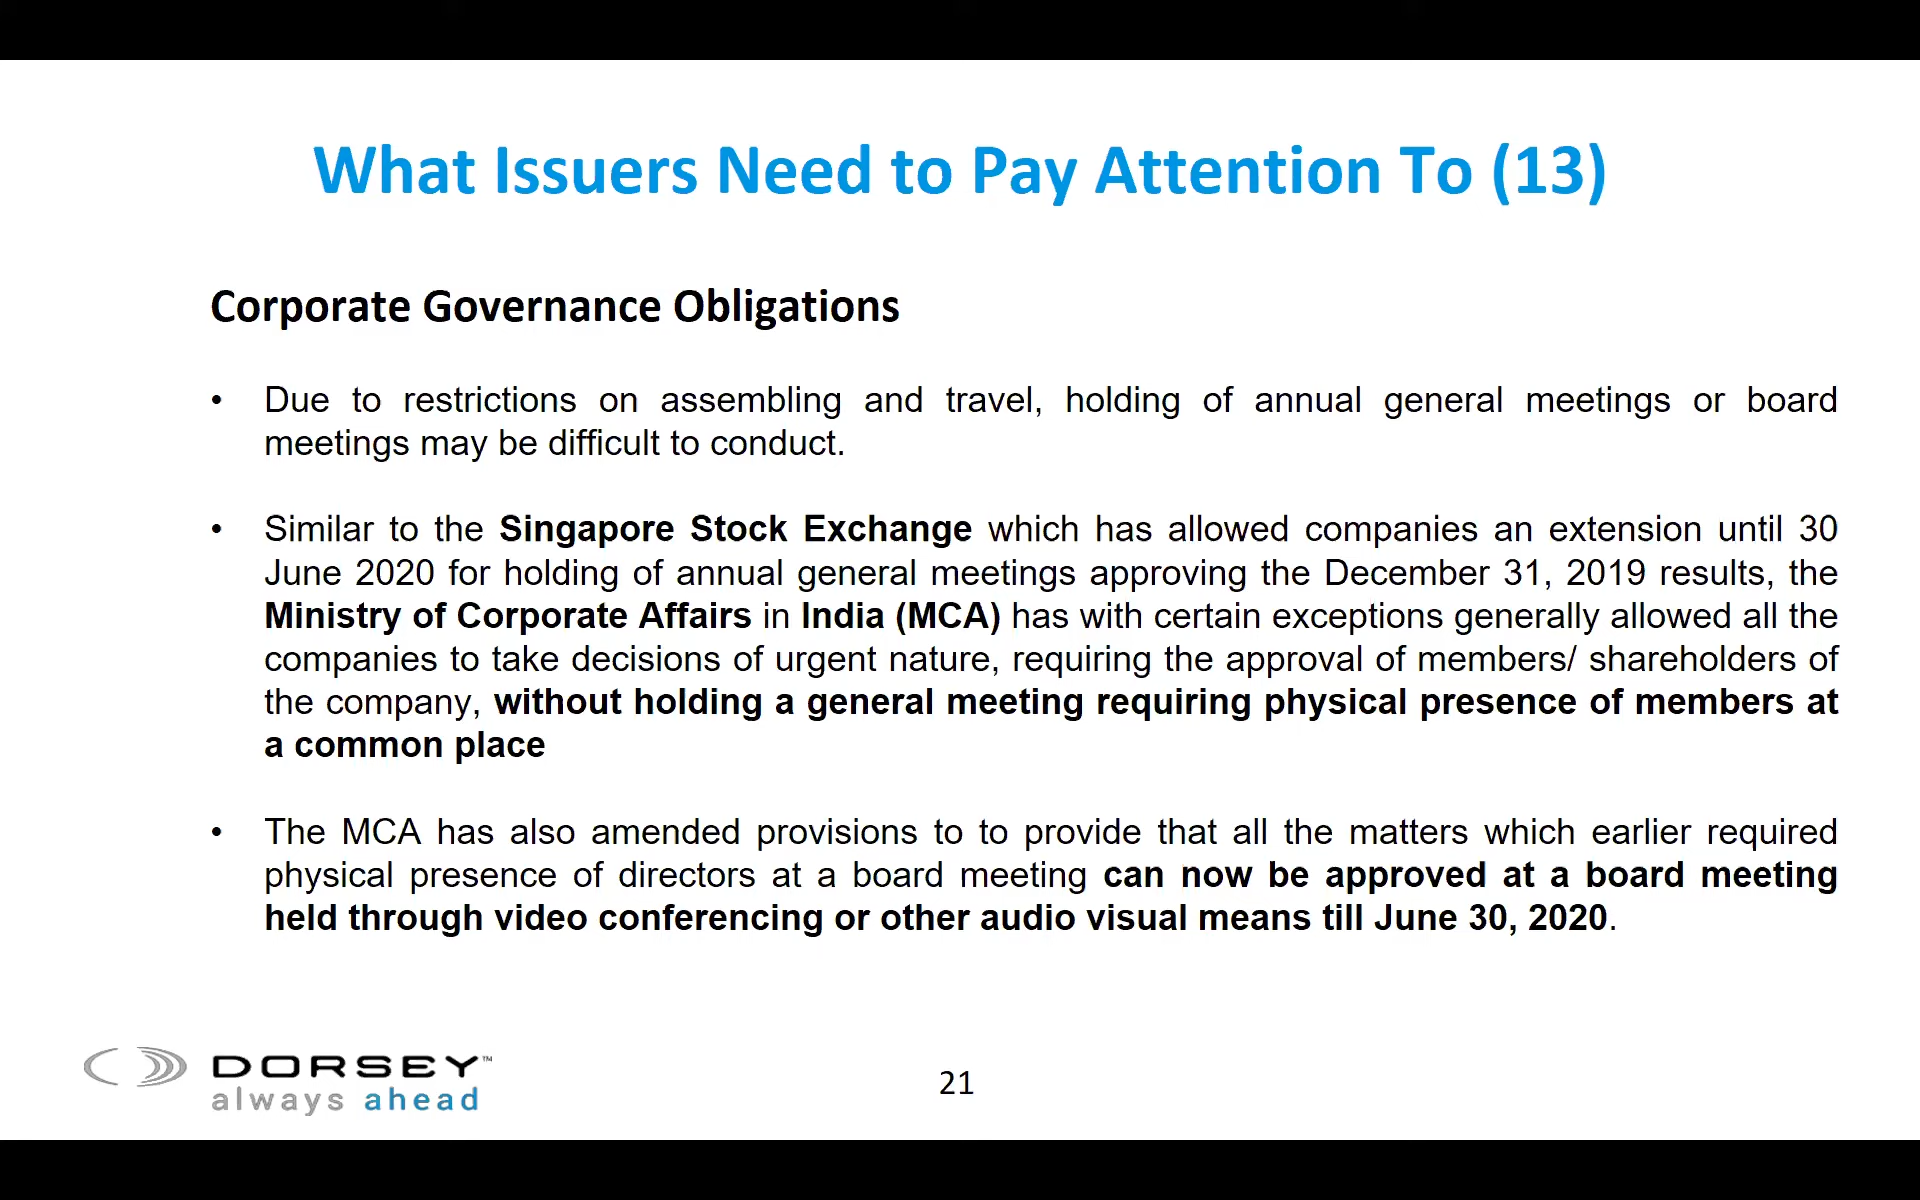 What Issuers Need to Pay Attention To (13)
Corporate Governance Obligations
• Due to restrictions on assembling and travel, holding of annual general meetings or board
meetings may be difficult to conduct.
• Similar to the Singapore Stock Exchange which has allowed companies an extension until 30
June 2020 for holding of annual general meetings approving the December 31, 2019 results, the
Ministry of Corporate Affairs in India (MCA) has with certain exceptions generally allowed all the
companies to take decisions of urgent nature, requiring the approval of members/ shareholders of
the company, without holding a general meeting requiring physical presence of members at
a common place
• The MCA has also amended provisions to to provide that all the matters which earlier required
physical presence of directors at a board meeting can now be approved at a board meeting
held through video conferencing or other audio visual means till June 30, 2020.
DORSEY™
always ahead
21